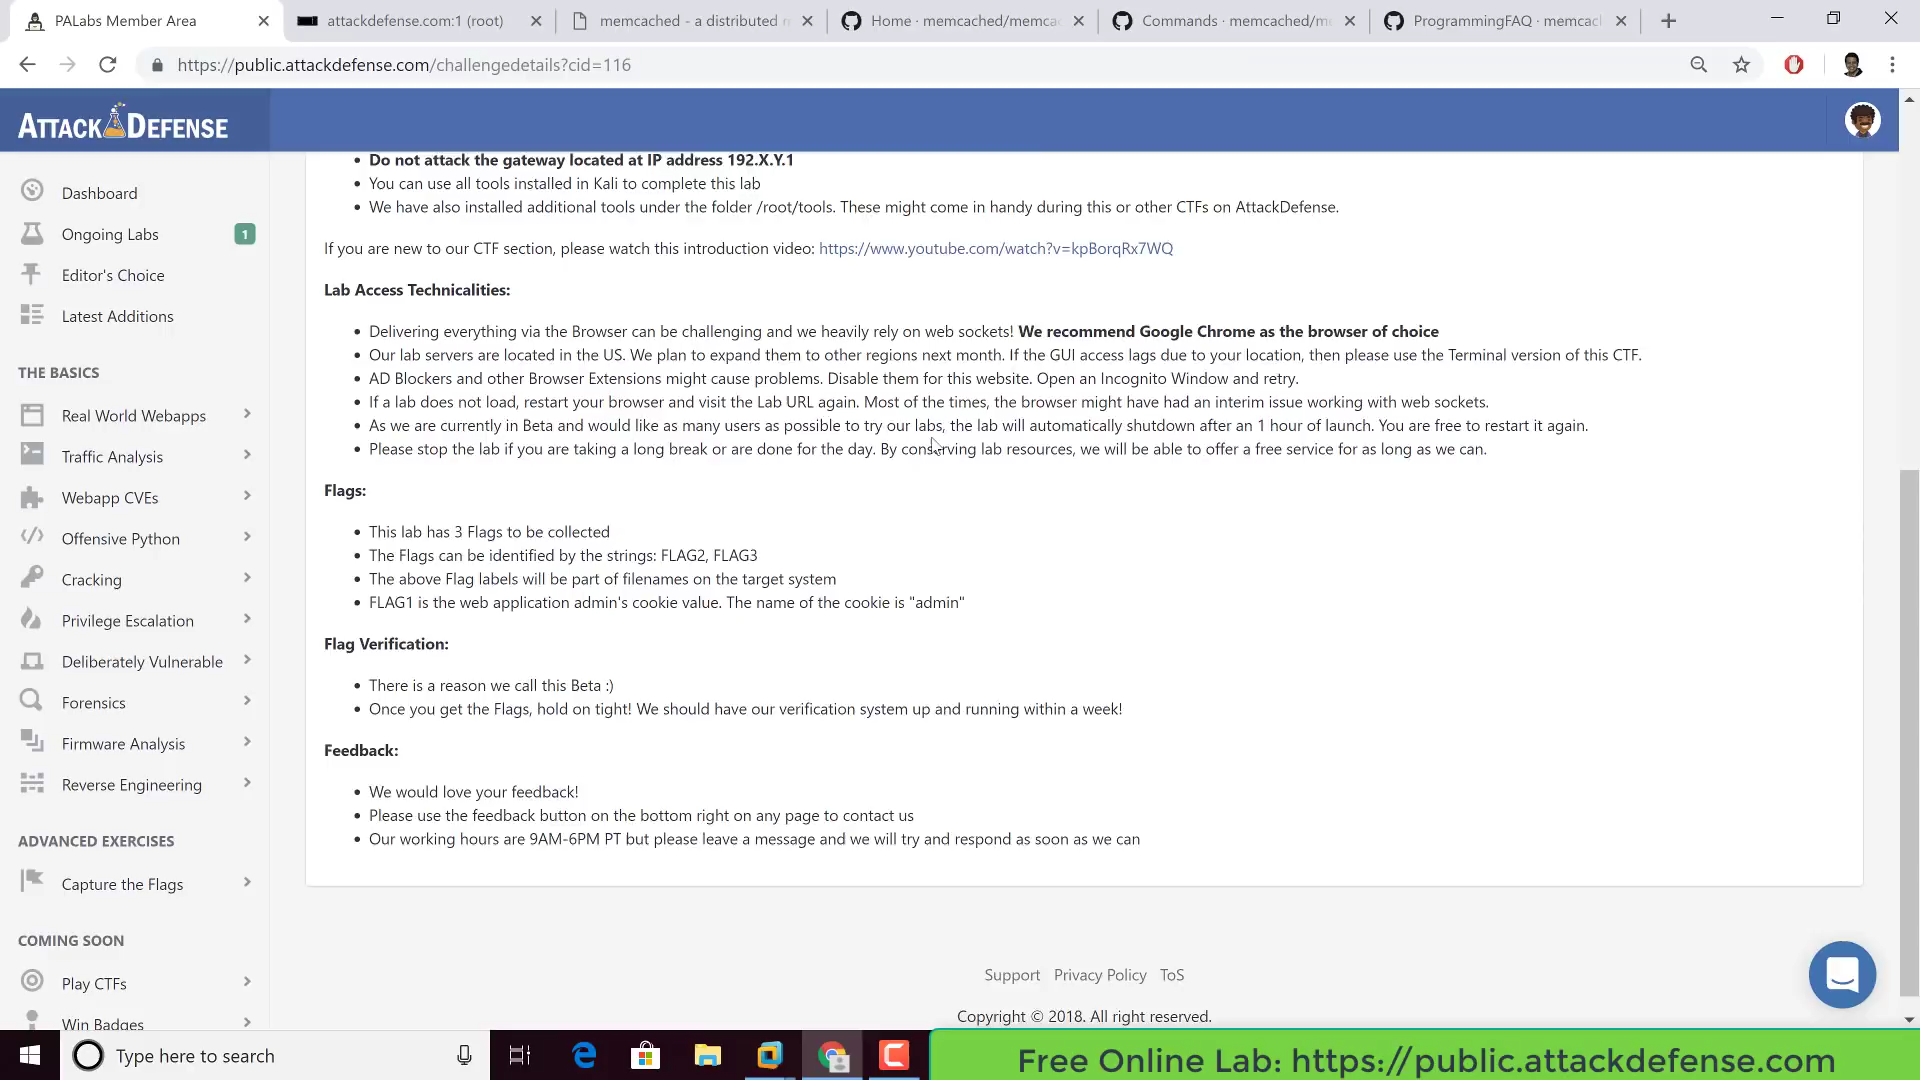 PALabs Member Area
attackdefense.com:1 (root)
memcached - a distributed m
Home · memcached/memca
Commands · memcached/me
ProgrammingFAQ · memcac
https://public.attackdefense.com/challengedetails?cid=116
ATTACK DEFENSE
Dashboard
Ongoing Labs 1
Editor's Choice
Latest Additions
THE BASICS
Real World Webapps
Traffic Analysis
Webapp CVEs
Offensive Python
Cracking
Privilege Escalation
Deliberately Vulnerable
Forensics
Firmware Analysis
Reverse Engineering
ADVANCED EXERCISES
Capture the Flags
COMING SOON
Play CTFs
Win Badges
Do not attack the gateway located at IP address 192.X.Y.1
You can use all tools installed in Kali to complete this lab
We have also installed additional tools under the folder /root/tools. These might come in handy during this or other CTFs on AttackDefense.
If you are new to our CTF section, please watch this introduction video: https://www.youtube.com/watch?v=kpBorqRx7WQ
Lab Access Technicalities:
Delivering everything via the Browser can be challenging and we heavily rely on web sockets! We recommend Google Chrome as the browser of choice
Our lab servers are located in the US. We plan to expand them to other regions next month. If the GUI access lags due to your location, then please use the Terminal version of this CTF.
AD Blockers and other Browser Extensions might cause problems. Disable them for this website. Open an Incognito Window and retry.
If a lab does not load, restart your browser and visit the Lab URL again. Most of the times, the browser might have had an interim issue working with web sockets.
As we are currently in Beta and would like as many users as possible to try our labs, the lab will automatically shutdown after an 1 hour of launch. You are free to restart it again.
Please stop the lab if you are taking a long break or are done for the day. By conserving lab resources, we will be able to offer a free service for as long as we can.
Flags:
This lab has 3 Flags to be collected
The Flags can be identified by the strings: FLAG2, FLAG3
The above Flag labels will be part of filenames on the target system
FLAG1 is the web application admin's cookie value. The name of the cookie is "admin"
Flag Verification:
There is a reason we call this Beta :)
Once you get the Flags, hold on tight! We should have our verification system up and running within a week!
Feedback:
We would love your feedback!
Please use the feedback button on the bottom right on any page to contact us
Our working hours are 9AM-6PM PT but please leave a message and we will try and respond as soon as we can
Support Privacy Policy ToS
Copyright © 2018. All right reserved.
Type here to search
Free Online Lab: https://public.attackdefense.com